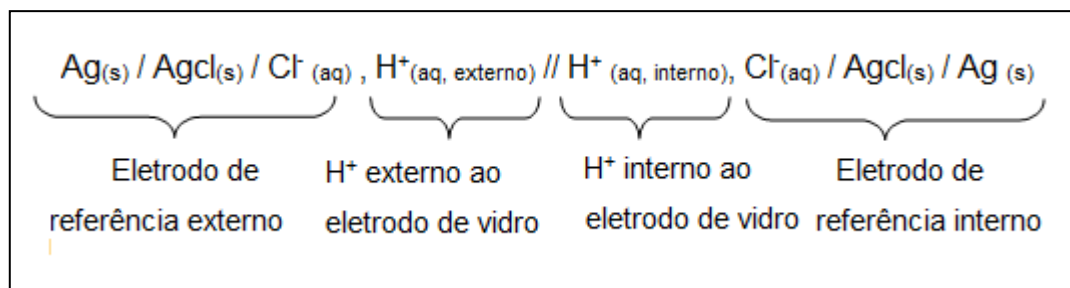 Ag(s) / Agcl(s) / Cl- (aq) , H+(aq, externo) // H+ (aq, interno), Cl-(aq) / Agcl(s) / Ag (s)
Eletrodo de H+ externo ao H+ interno ao Eletrodo de
referência externo eletrodo de vidro eletrodo de vidro referência interno